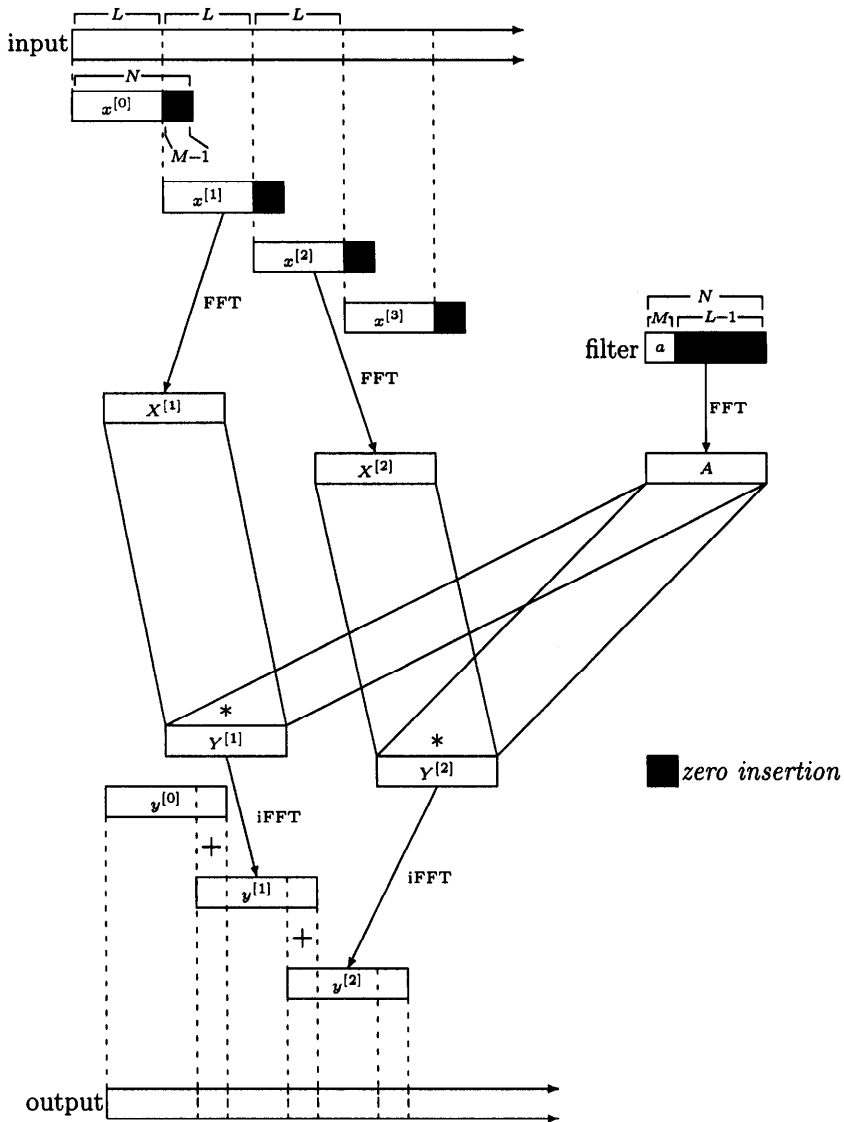 L L L
input
N
x^[0]
M−1
x^[1]
x^[2]
FFT
N
x^[3]
M L−1
filter a
FFT
X^[1]
FFT
X^[2]
A
*
Y^[1]
*
Y^[2]
zero insertion
y^[0]
iFFT
+
y^[1]
iFFT
+
y^[2]
output